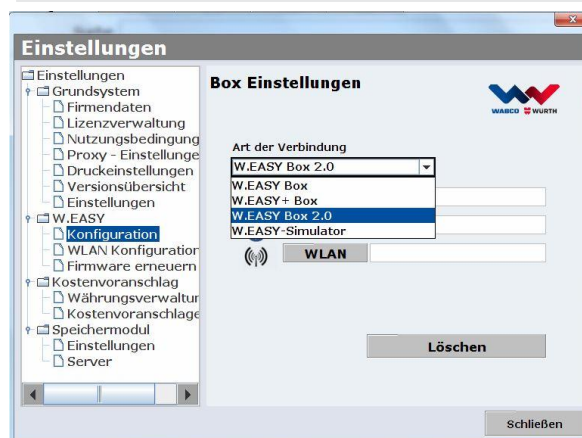 Einstellungen
Einstellungen
Grundsystem
Firmendaten
Lizenzverwaltung
Nutzungsbedingung
Proxy - Einstellunge
Druckeinstellungen
Versionsübersicht
Einstellungen
W.EASY
Konfiguration
WLAN Konfiguration
Firmware erneuern
Kostenvoranschlag
Währungsverwaltur
Kostenvoranschlage
Speichermodul
Einstellungen
Server
Box Einstellungen
WABCO WÜRTH
Art der Verbindung
W.EASY Box 2.0
W.EASY Box
W.EASY+ Box
W.EASY Box 2.0
W.EASY-Simulator
WLAN
Löschen
Schließen